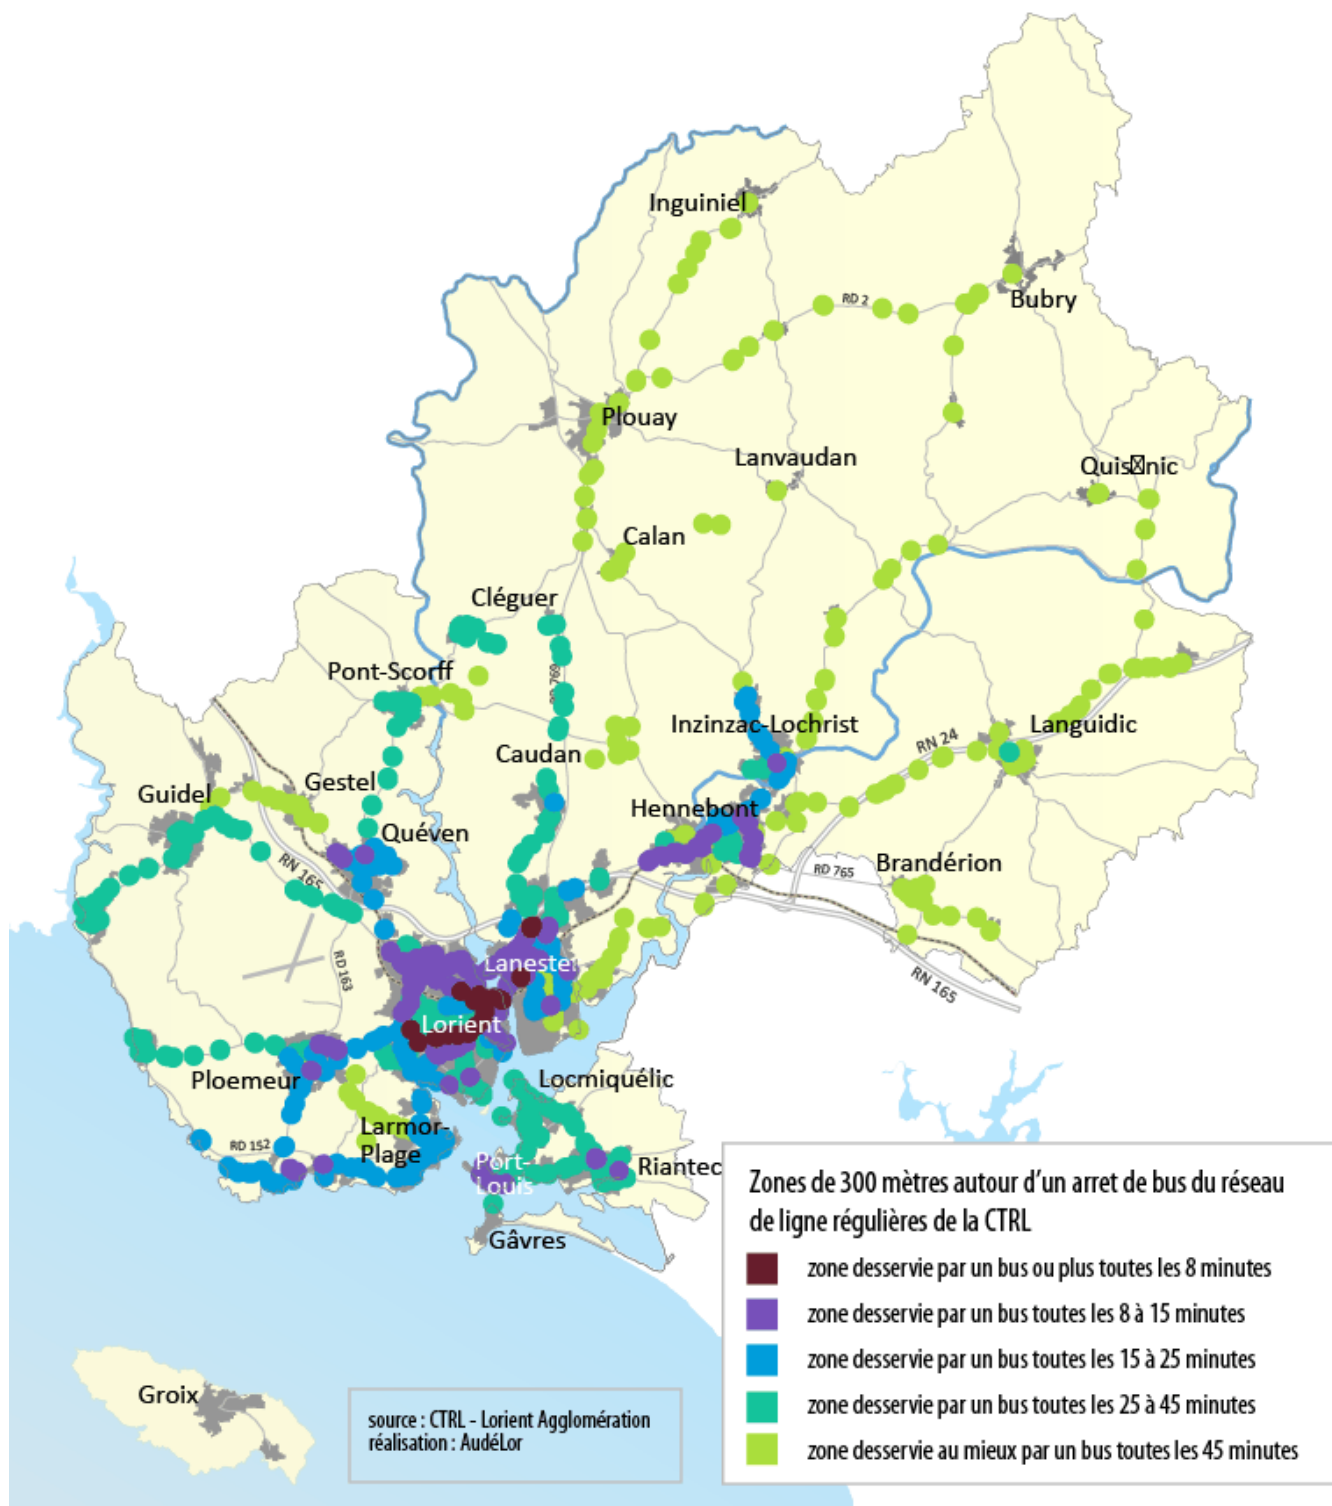 Inguiniel
RD 2
Bubry
Plouay
Lanvaudan
Quis☒nic
Calan
Cléguer
Pont-Scorff
RD 769
Inzinzac-Lochrist
Languidic
RN 24
Caudan
Gestel
Guidel
Hennebont
Quéven
RN 165
RD 765
Brandérion
RD 163
Lanester
RN 165
Lorient
Ploemeur
Locmiquélic
RD 152
Larmor-
Plage
Port-
Louis
Riantec
Gâvres
Groix
Zones de 300 mètres autour d'un arret de bus du réseau
de ligne régulières de la CTRL
zone desservie par un bus ou plus toutes les 8 minutes
zone desservie par un bus toutes les 8 à 15 minutes
zone desservie par un bus toutes les 15 à 25 minutes
zone desservie par un bus toutes les 25 à 45 minutes
zone desservie au mieux par un bus toutes les 45 minutes
source : CTRL - Lorient Agglomération
réalisation : AudéLor